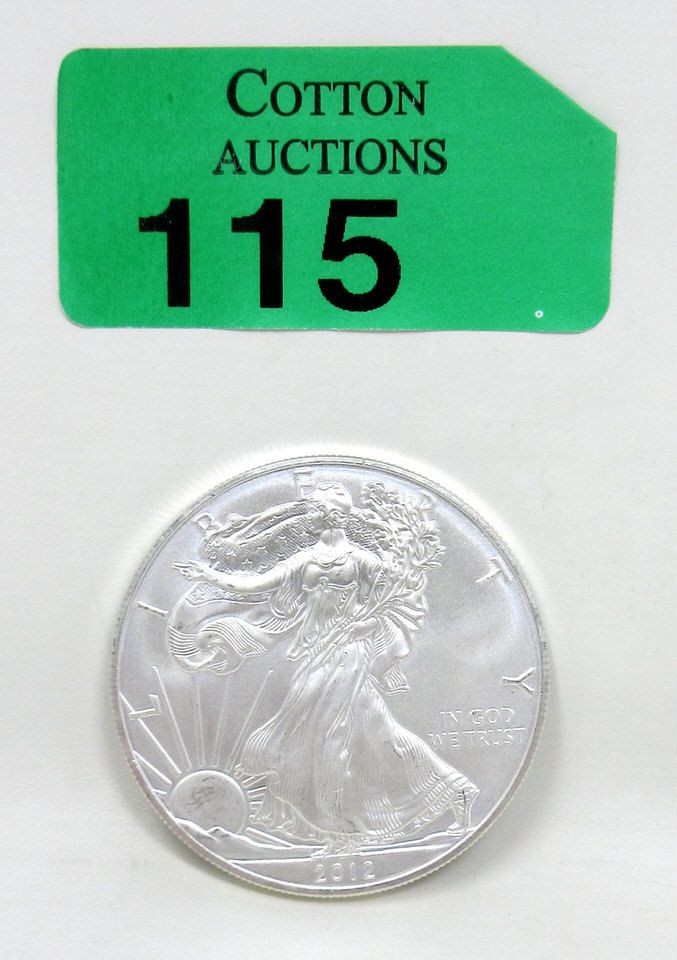 COTTON
AUCTIONS
115
LIBERTY
IN GOD
WE TRUST
2012